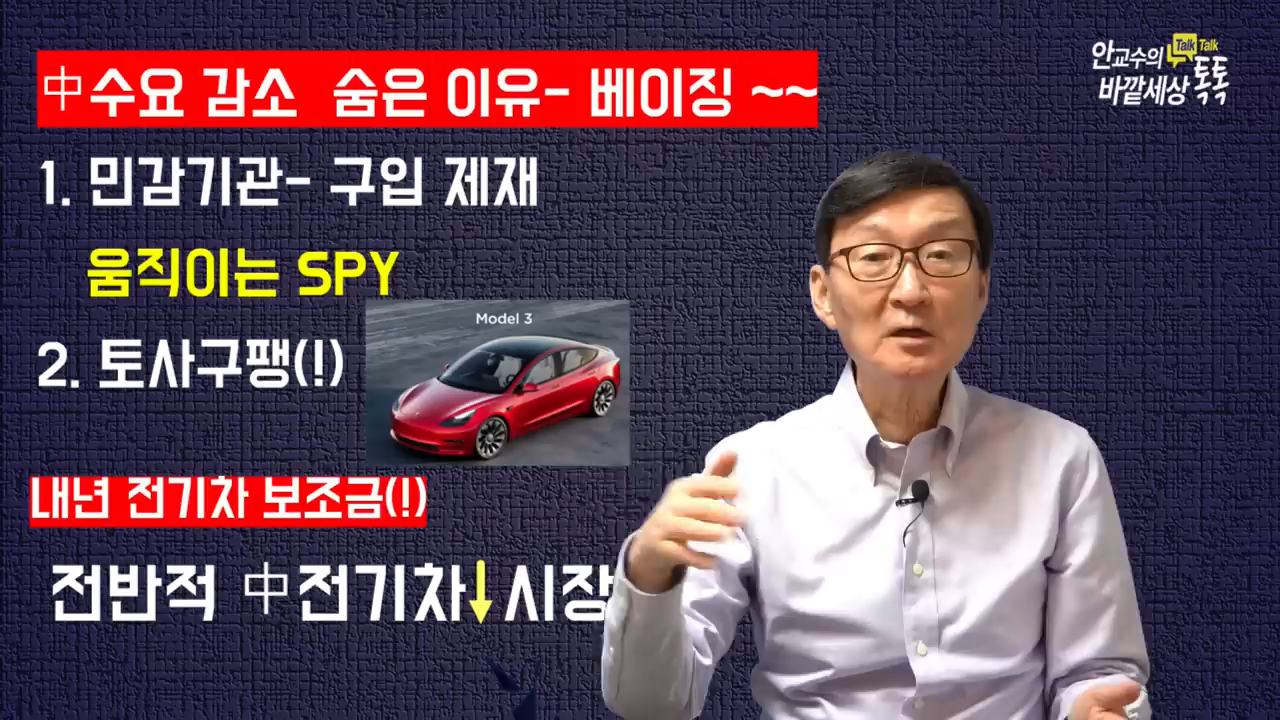 中수요 감소 숨은 이유- 베이징 ~~
1. 민감기관- 구입 제재
움직이는 SPY
2. 토사구팽(!)
Model 3
내년 전기차 보조금(!)
전반적 中전기차↓시장
안교수의 Talk Talk
바깥세상 톡톡